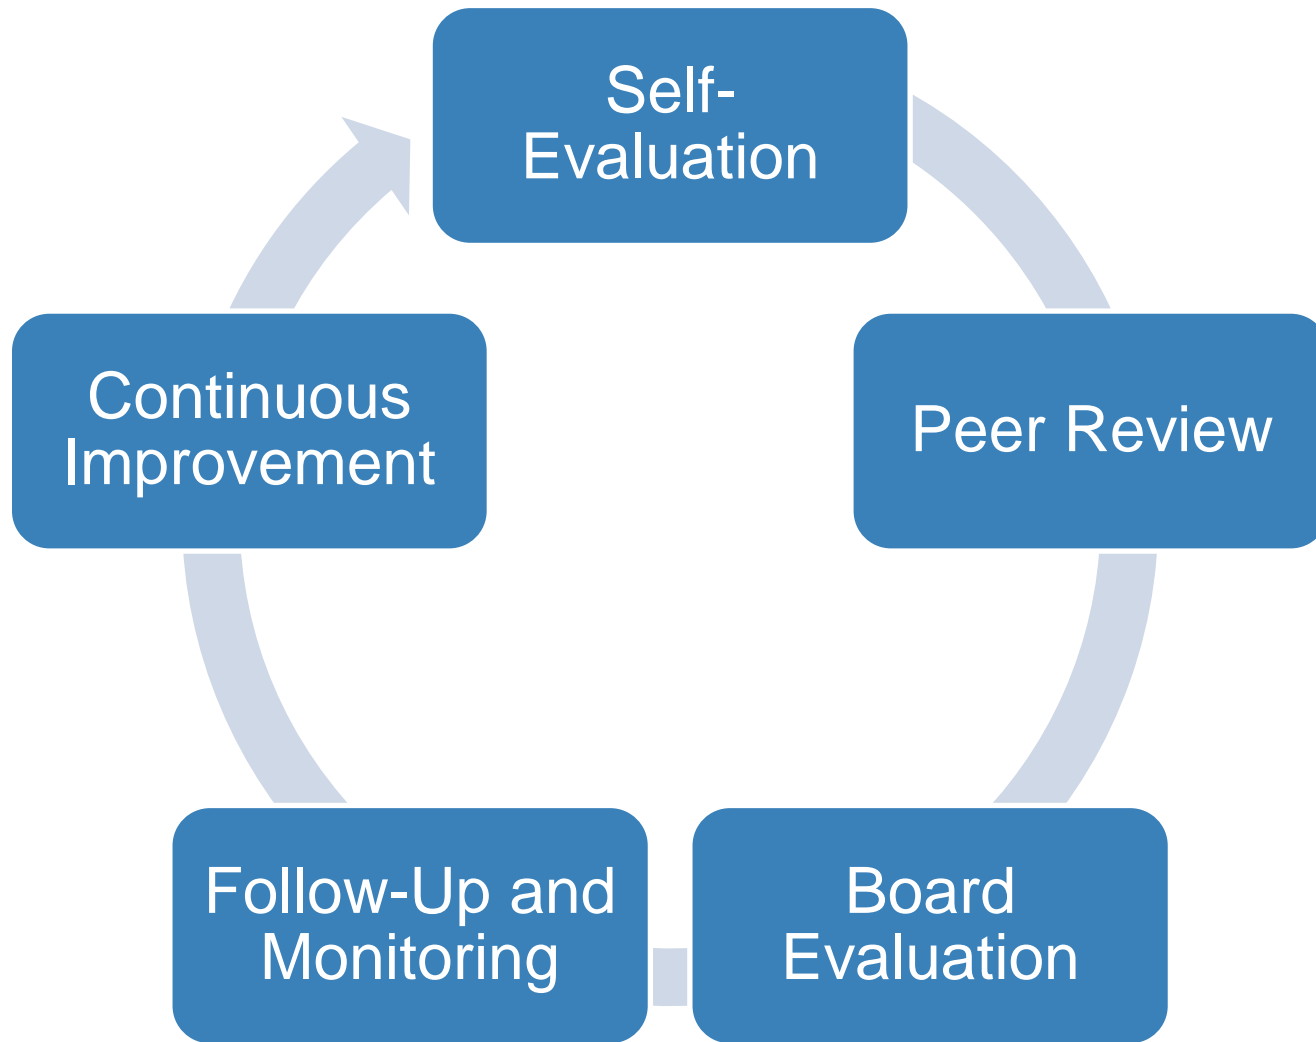 Self-
Evaluation
Peer Review
Board
Evaluation
Follow-Up and
Monitoring
Continuous
Improvement